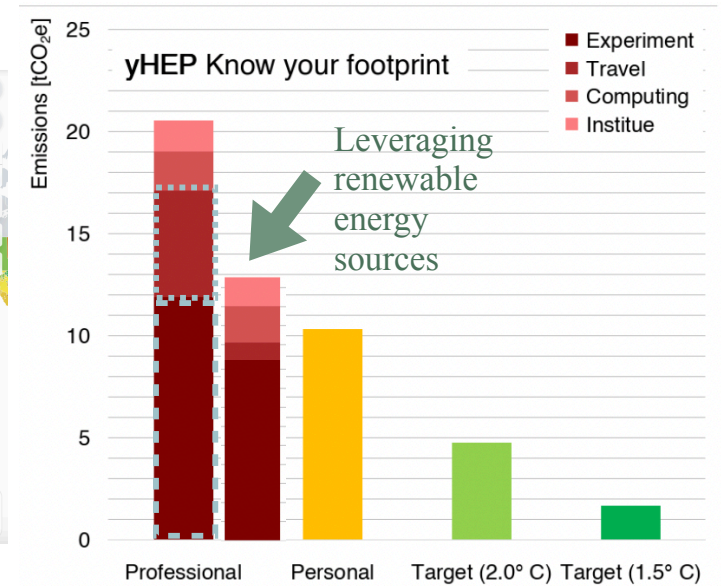 Emissions [tCO₂e]
25
20
15
10
5
0
yHEP Know your footprint
Experiment
Travel
Computing
Institue
Leveraging
renewable
energy
sources
Professional Personal Target (2.0° C) Target (1.5° C)